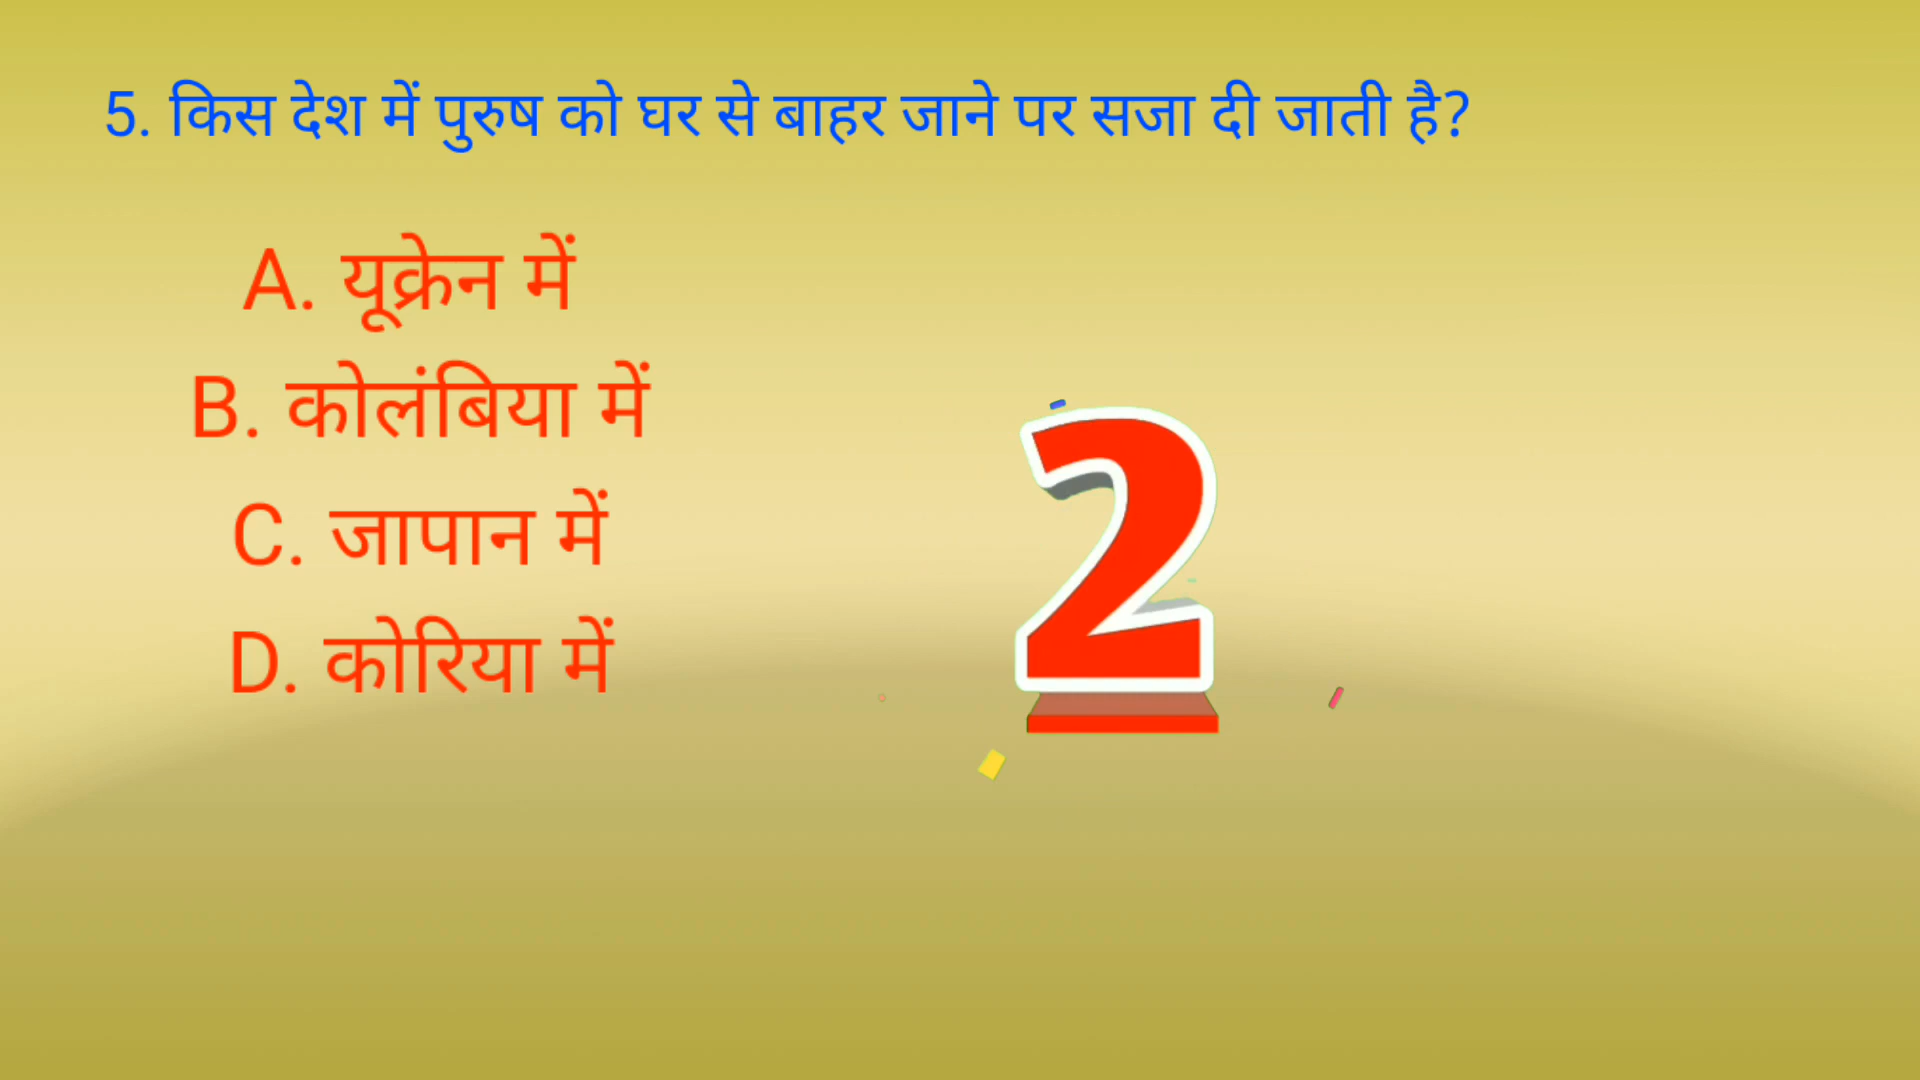 5. किस देश में पुरुष को घर से बाहर जाने पर सजा दी जाती है?
A. यूक्रेन में
B. कोलंबिया में
C. जापान में
D. कोरिया में
2